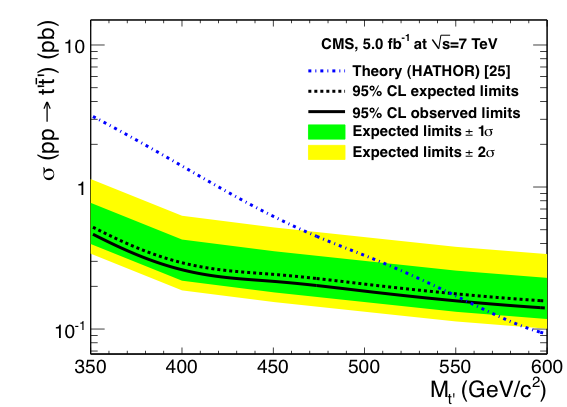 σ (pp → t't̄') (pb)
CMS, 5.0 fb⁻¹ at √s=7 TeV
Theory (HATHOR) [25]
95% CL expected limits
95% CL observed limits
Expected limits ± 1σ
Expected limits ± 2σ
10
1
10⁻¹
350 400 450 500 550 600
M_t' (GeV/c²)